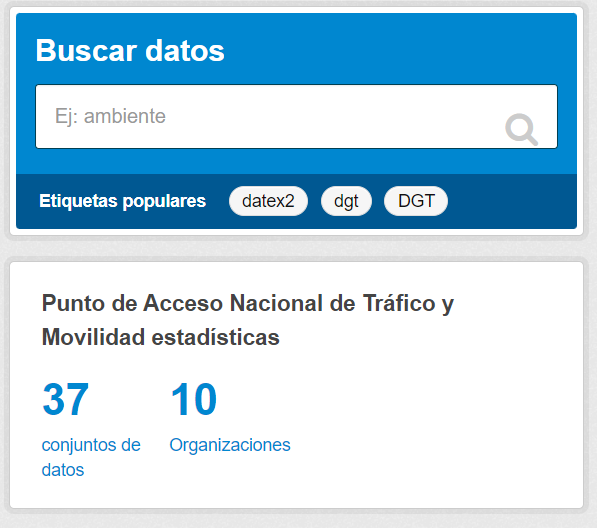 Buscar datos
Ej: ambiente
Etiquetas populares datex2 dgt DGT
Punto de Acceso Nacional de Tráfico y
Movilidad estadísticas
37 10
conjuntos de Organizaciones
datos